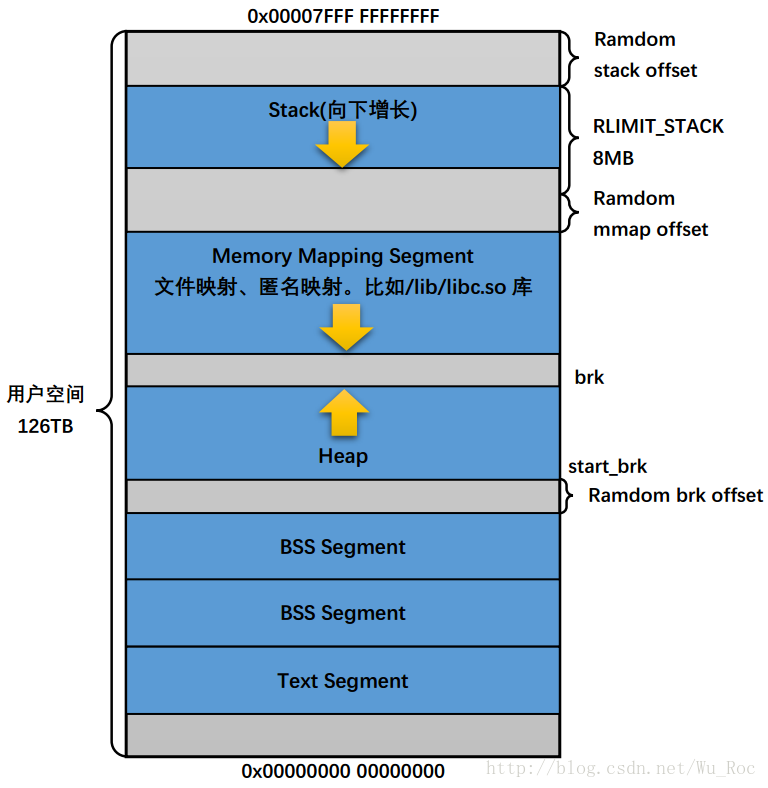 0x00007FFF FFFFFFFF
Ramdom
stack offset
Stack(向下增长)
RLIMIT_STACK
8MB
Ramdom
mmap offset
Memory Mapping Segment
文件映射、匿名映射。比如/lib/libc.so 库
brk
用户空间
126TB
Heap
start_brk
Ramdom brk offset
BSS Segment
BSS Segment
Text Segment
0x00000000 00000000
http://blog.csdn.net/Wu_Roc